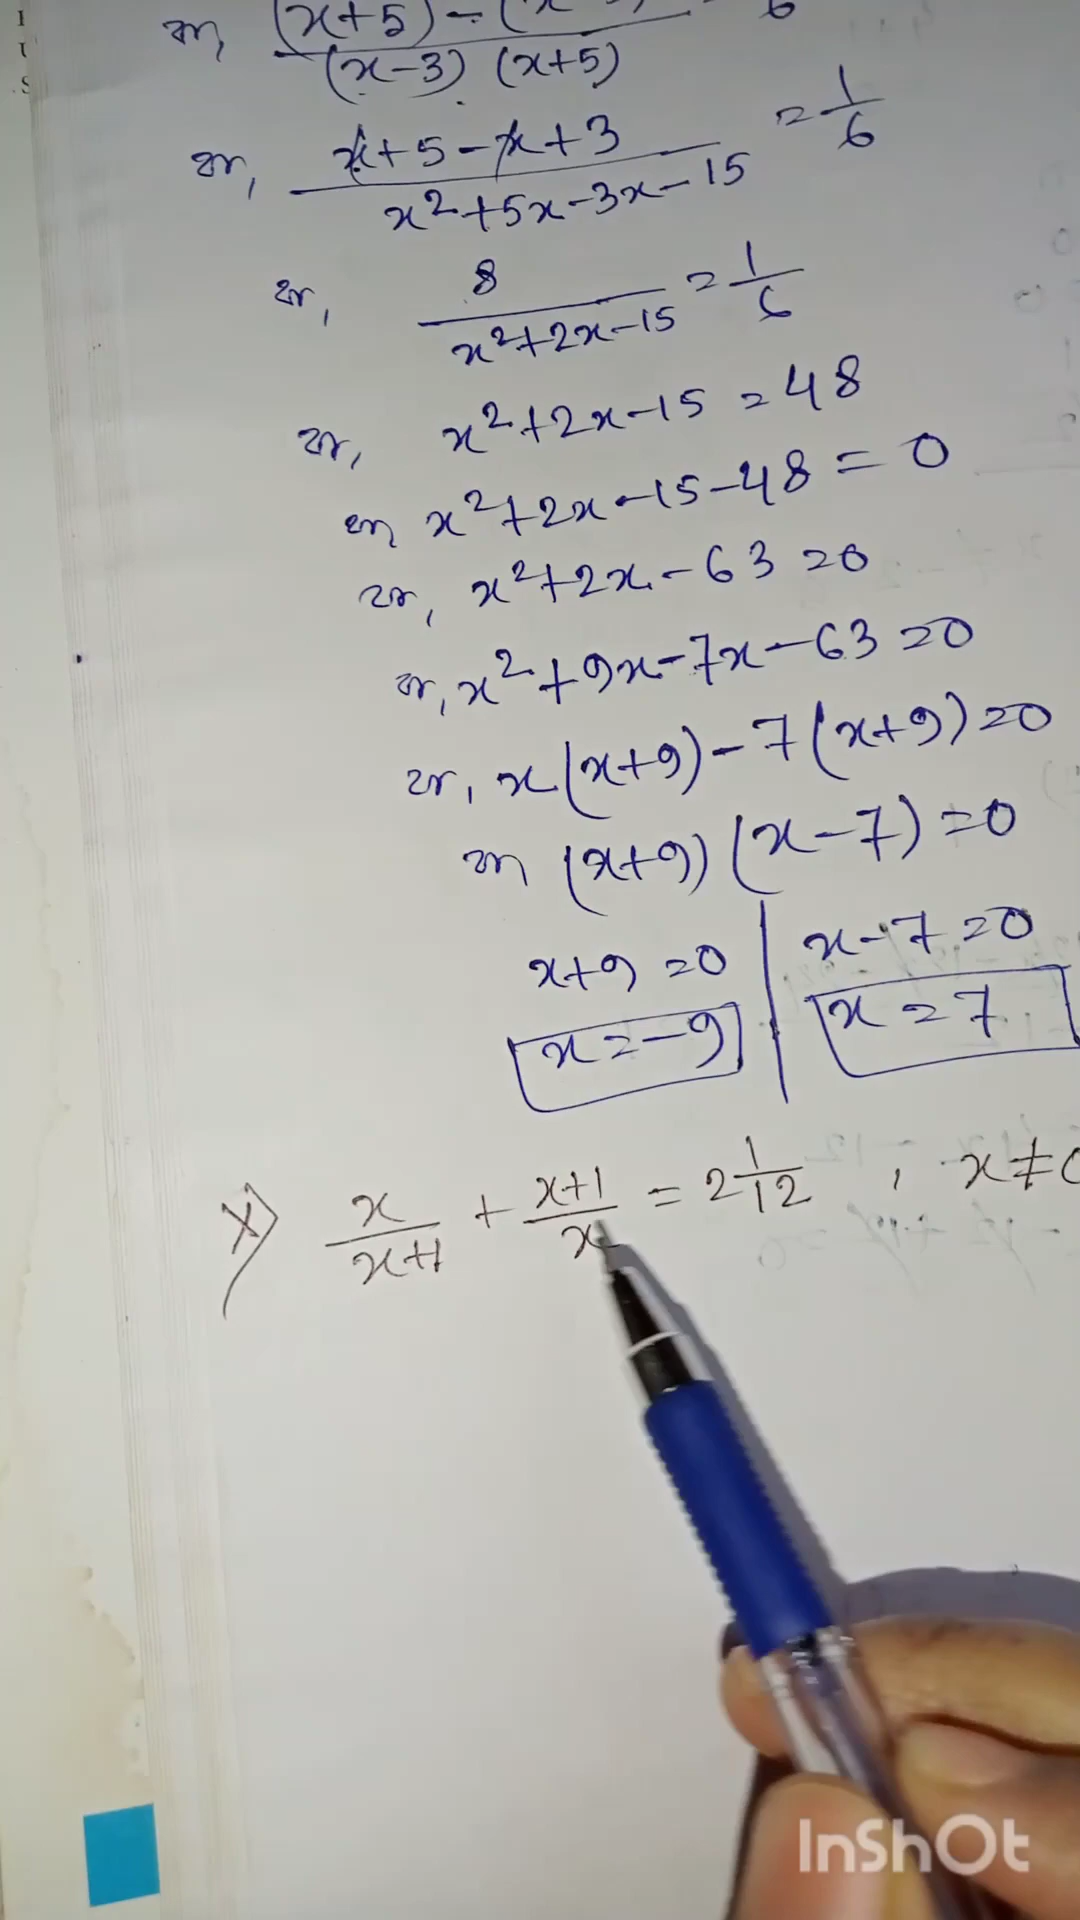 বা, (x+5) - (x
(x-3) (x+5) 6
বা, x+5-x+3 / x²+5x-3x-15 = 1/6
বা, 8 / x²+2x-15 = 1/6
বা, x²+2x-15 = 48
বা x²+2x-15-48 = 0
বা, x²+2x-63 = 0
বা, x²+9x-7x-63 = 0
বা, x(x+9)-7(x+9) = 0
বা (x+9)(x-7) = 0
x+9 = 0 | x-7 = 0
x = -9 | x = 7
X) x/x+1 + x+1/x = 2 1/12 , x≠0
InShOt